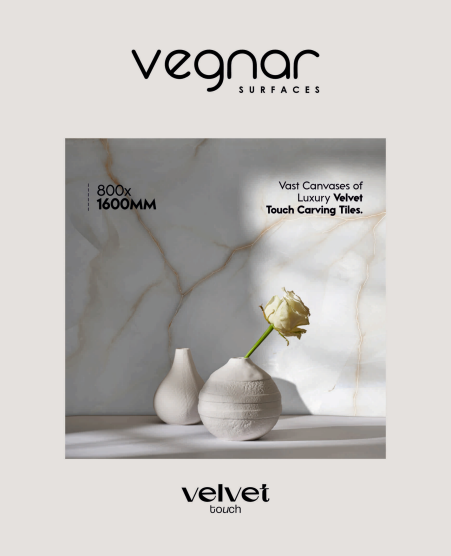 vegnar
SURFACES
800x
1600MM
Vast Canvases of
Luxury Velvet
Touch Carving Tiles.
velvet
touch